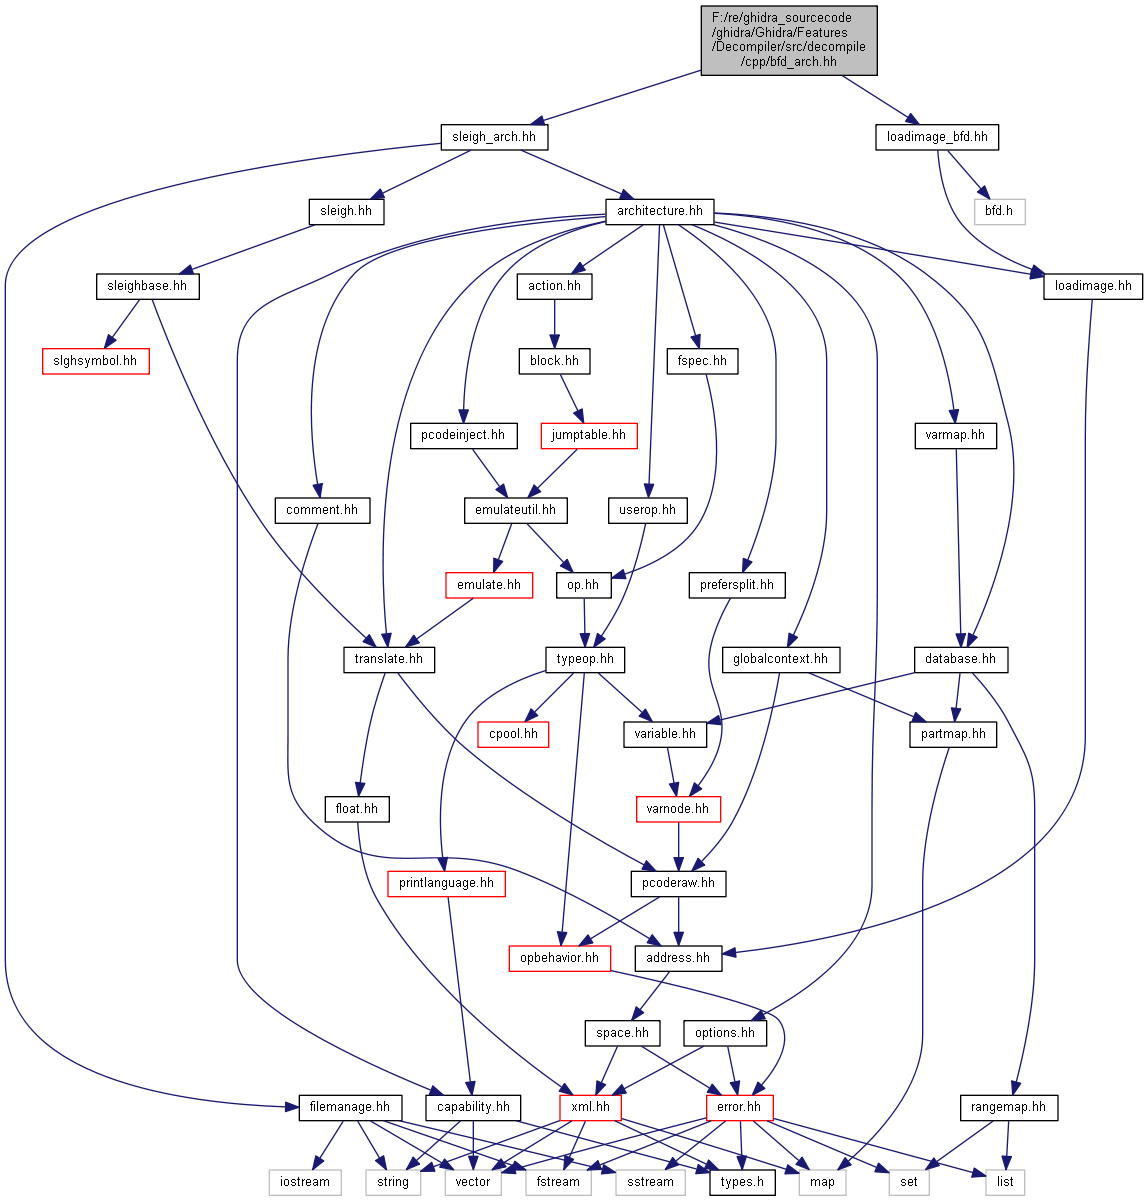 F:/re/ghidra_sourcecode
/ghidra/Ghidra/Features
/Decompiler/src/decompile
/cpp/bfd_arch.hh
sleigh_arch.hh
loadimage_bfd.hh
sleigh.hh
architecture.hh
bfd.h
sleighbase.hh
action.hh
loadimage.hh
slghsymbol.hh
block.hh
fspec.hh
pcodeinject.hh
jumptable.hh
varmap.hh
comment.hh
emulateutil.hh
userop.hh
emulate.hh
op.hh
prefersplit.hh
translate.hh
typeop.hh
globalcontext.hh
database.hh
cpool.hh
variable.hh
partmap.hh
float.hh
varnode.hh
printlanguage.hh
pcoderaw.hh
opbehavior.hh
address.hh
space.hh
options.hh
filemanage.hh
capability.hh
xml.hh
error.hh
rangemap.hh
iostream
string
vector
fstream
sstream
types.h
map
set
list